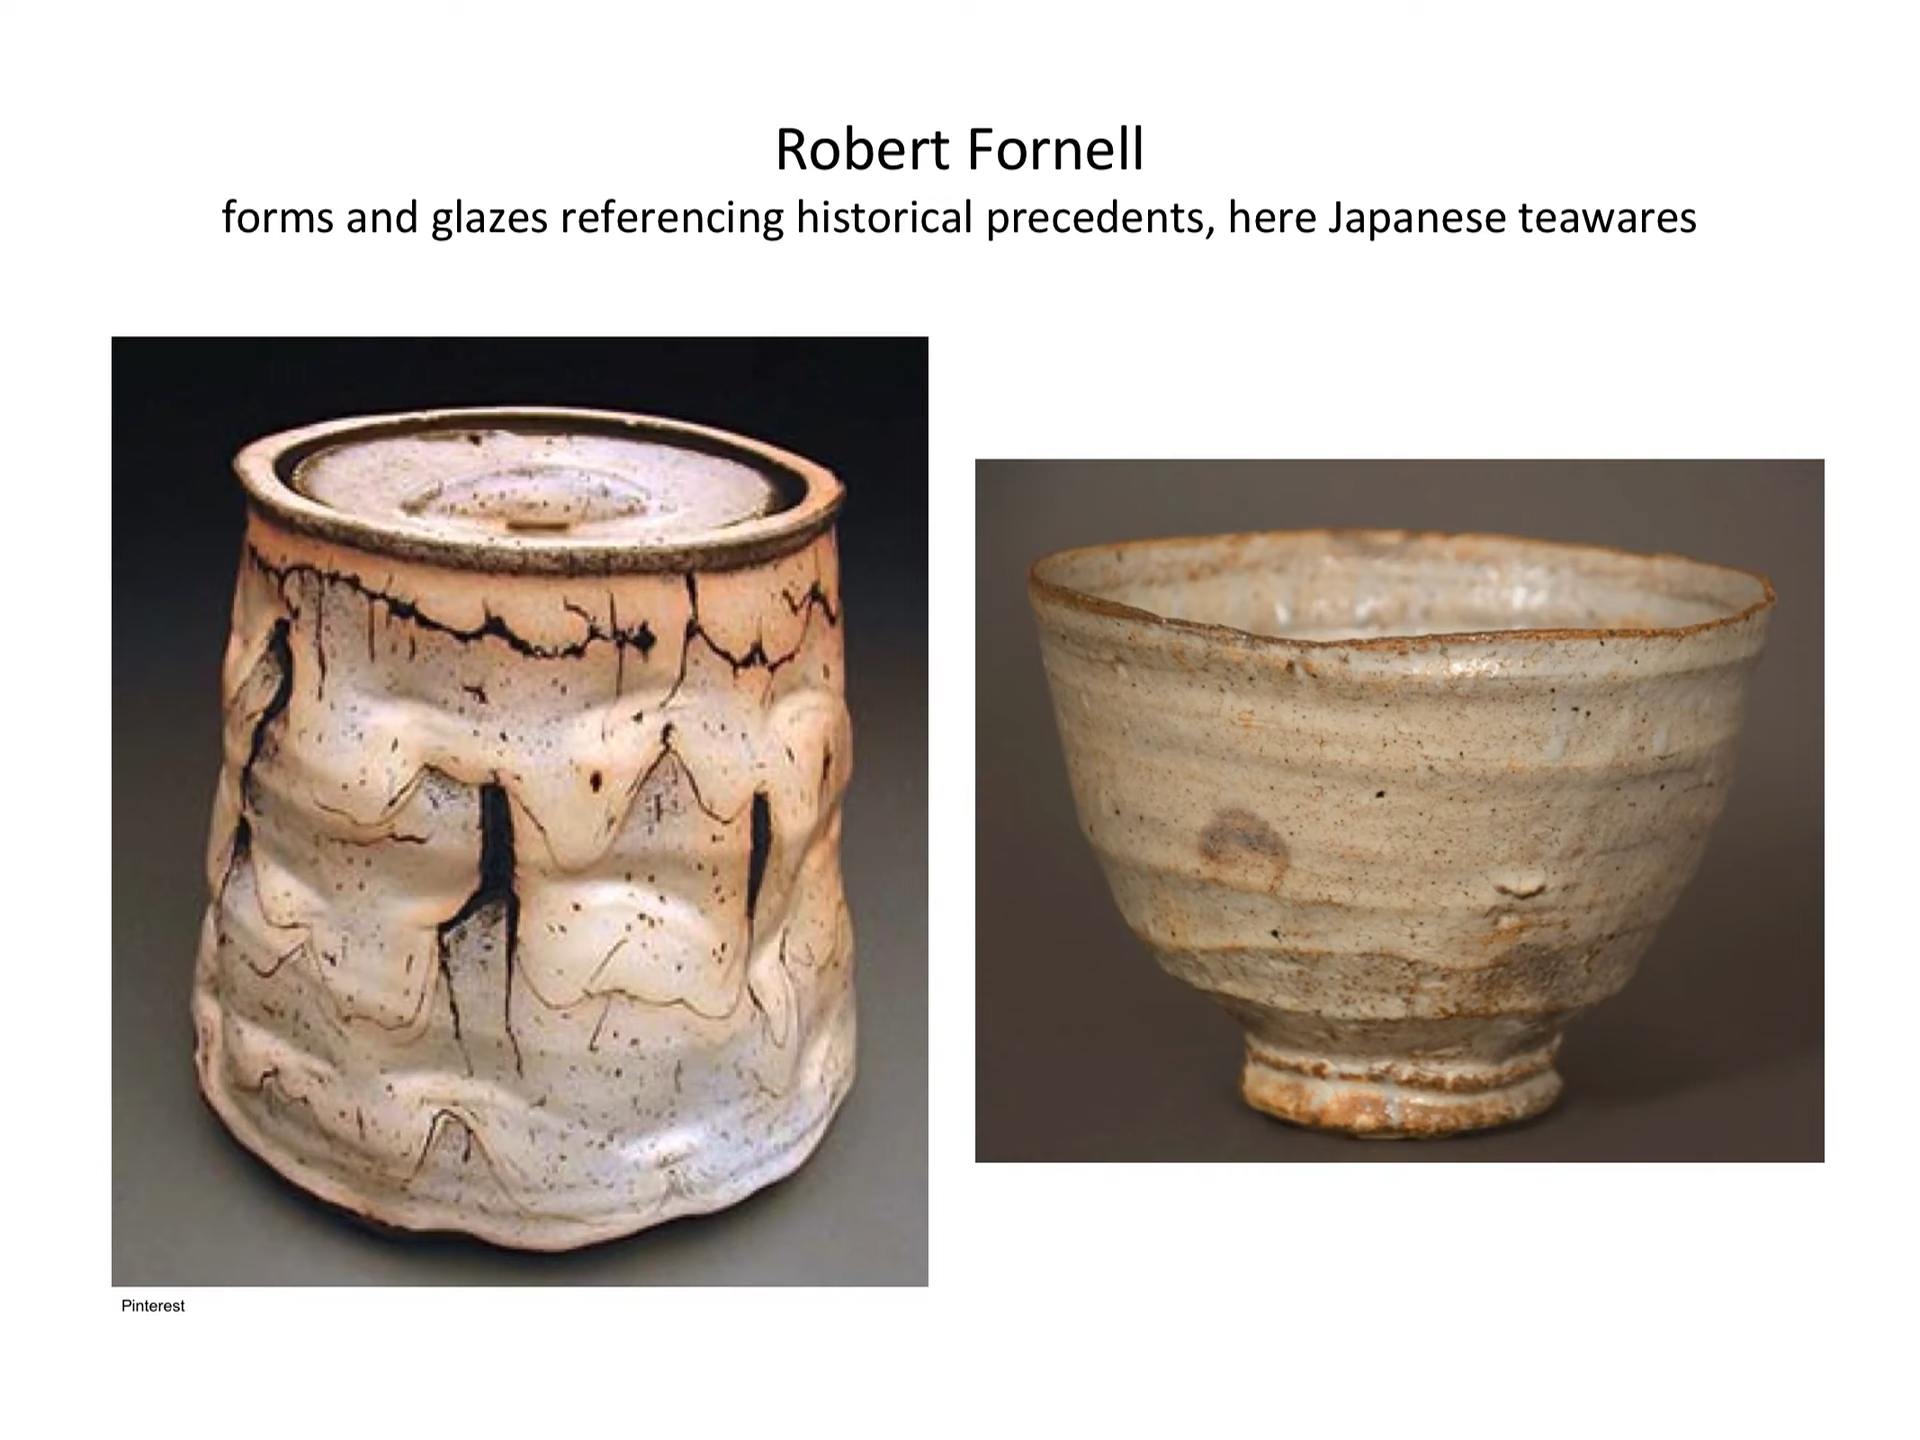 Robert Fornell
forms and glazes referencing historical precedents, here Japanese teawares
Pinterest